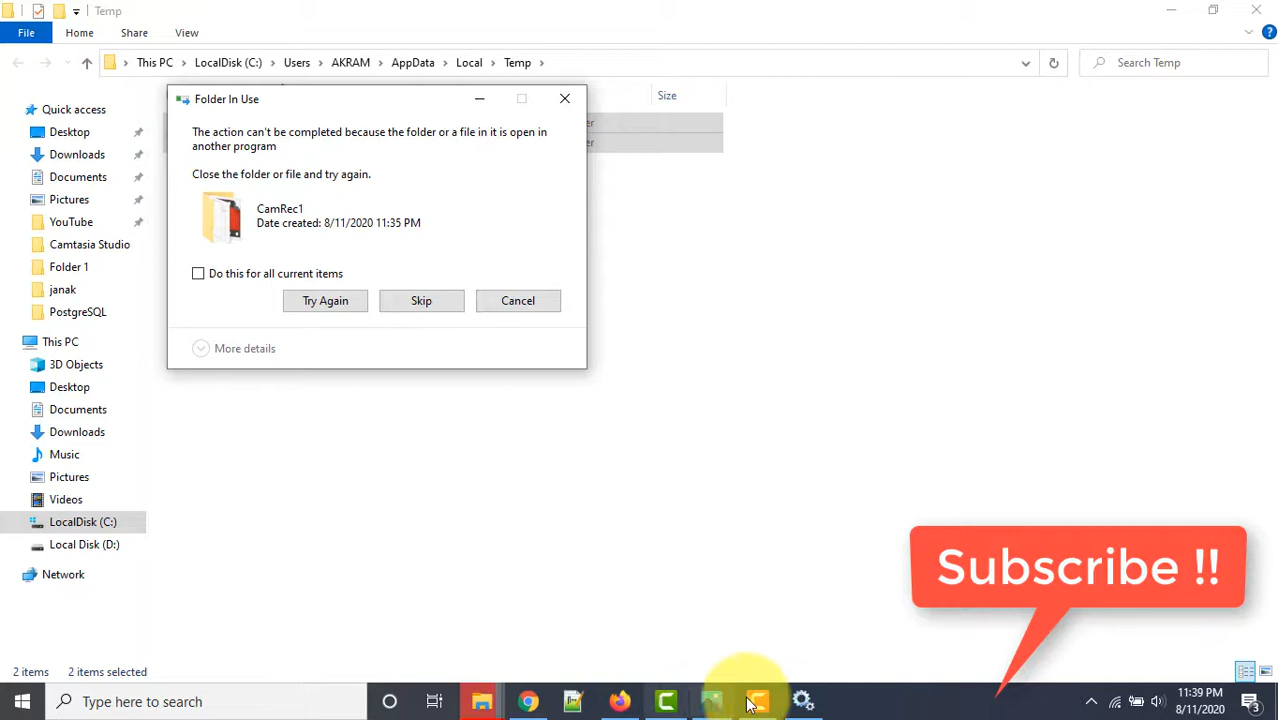 Temp
File
Home
Share
View
This PC
LocalDisk (C:)
Users
AKRAM
AppData
Local
Temp
Search Temp
Size
Quick access
Desktop
Downloads
Documents
Pictures
YouTube
Camtasia Studio
Folder 1
janak
PostgreSQL
This PC
3D Objects
Desktop
Documents
Downloads
Music
Pictures
Videos
LocalDisk (C:)
Local Disk (D:)
Network
Folder In Use
The action can't be completed because the folder or a file in it is open in
another program
Close the folder or file and try again.
CamRec1
Date created: 8/11/2020 11:35 PM
Do this for all current items
Try Again
Skip
Cancel
More details
Subscribe !!
2 items
2 items selected
Type here to search
11:39 PM
8/11/2020
3